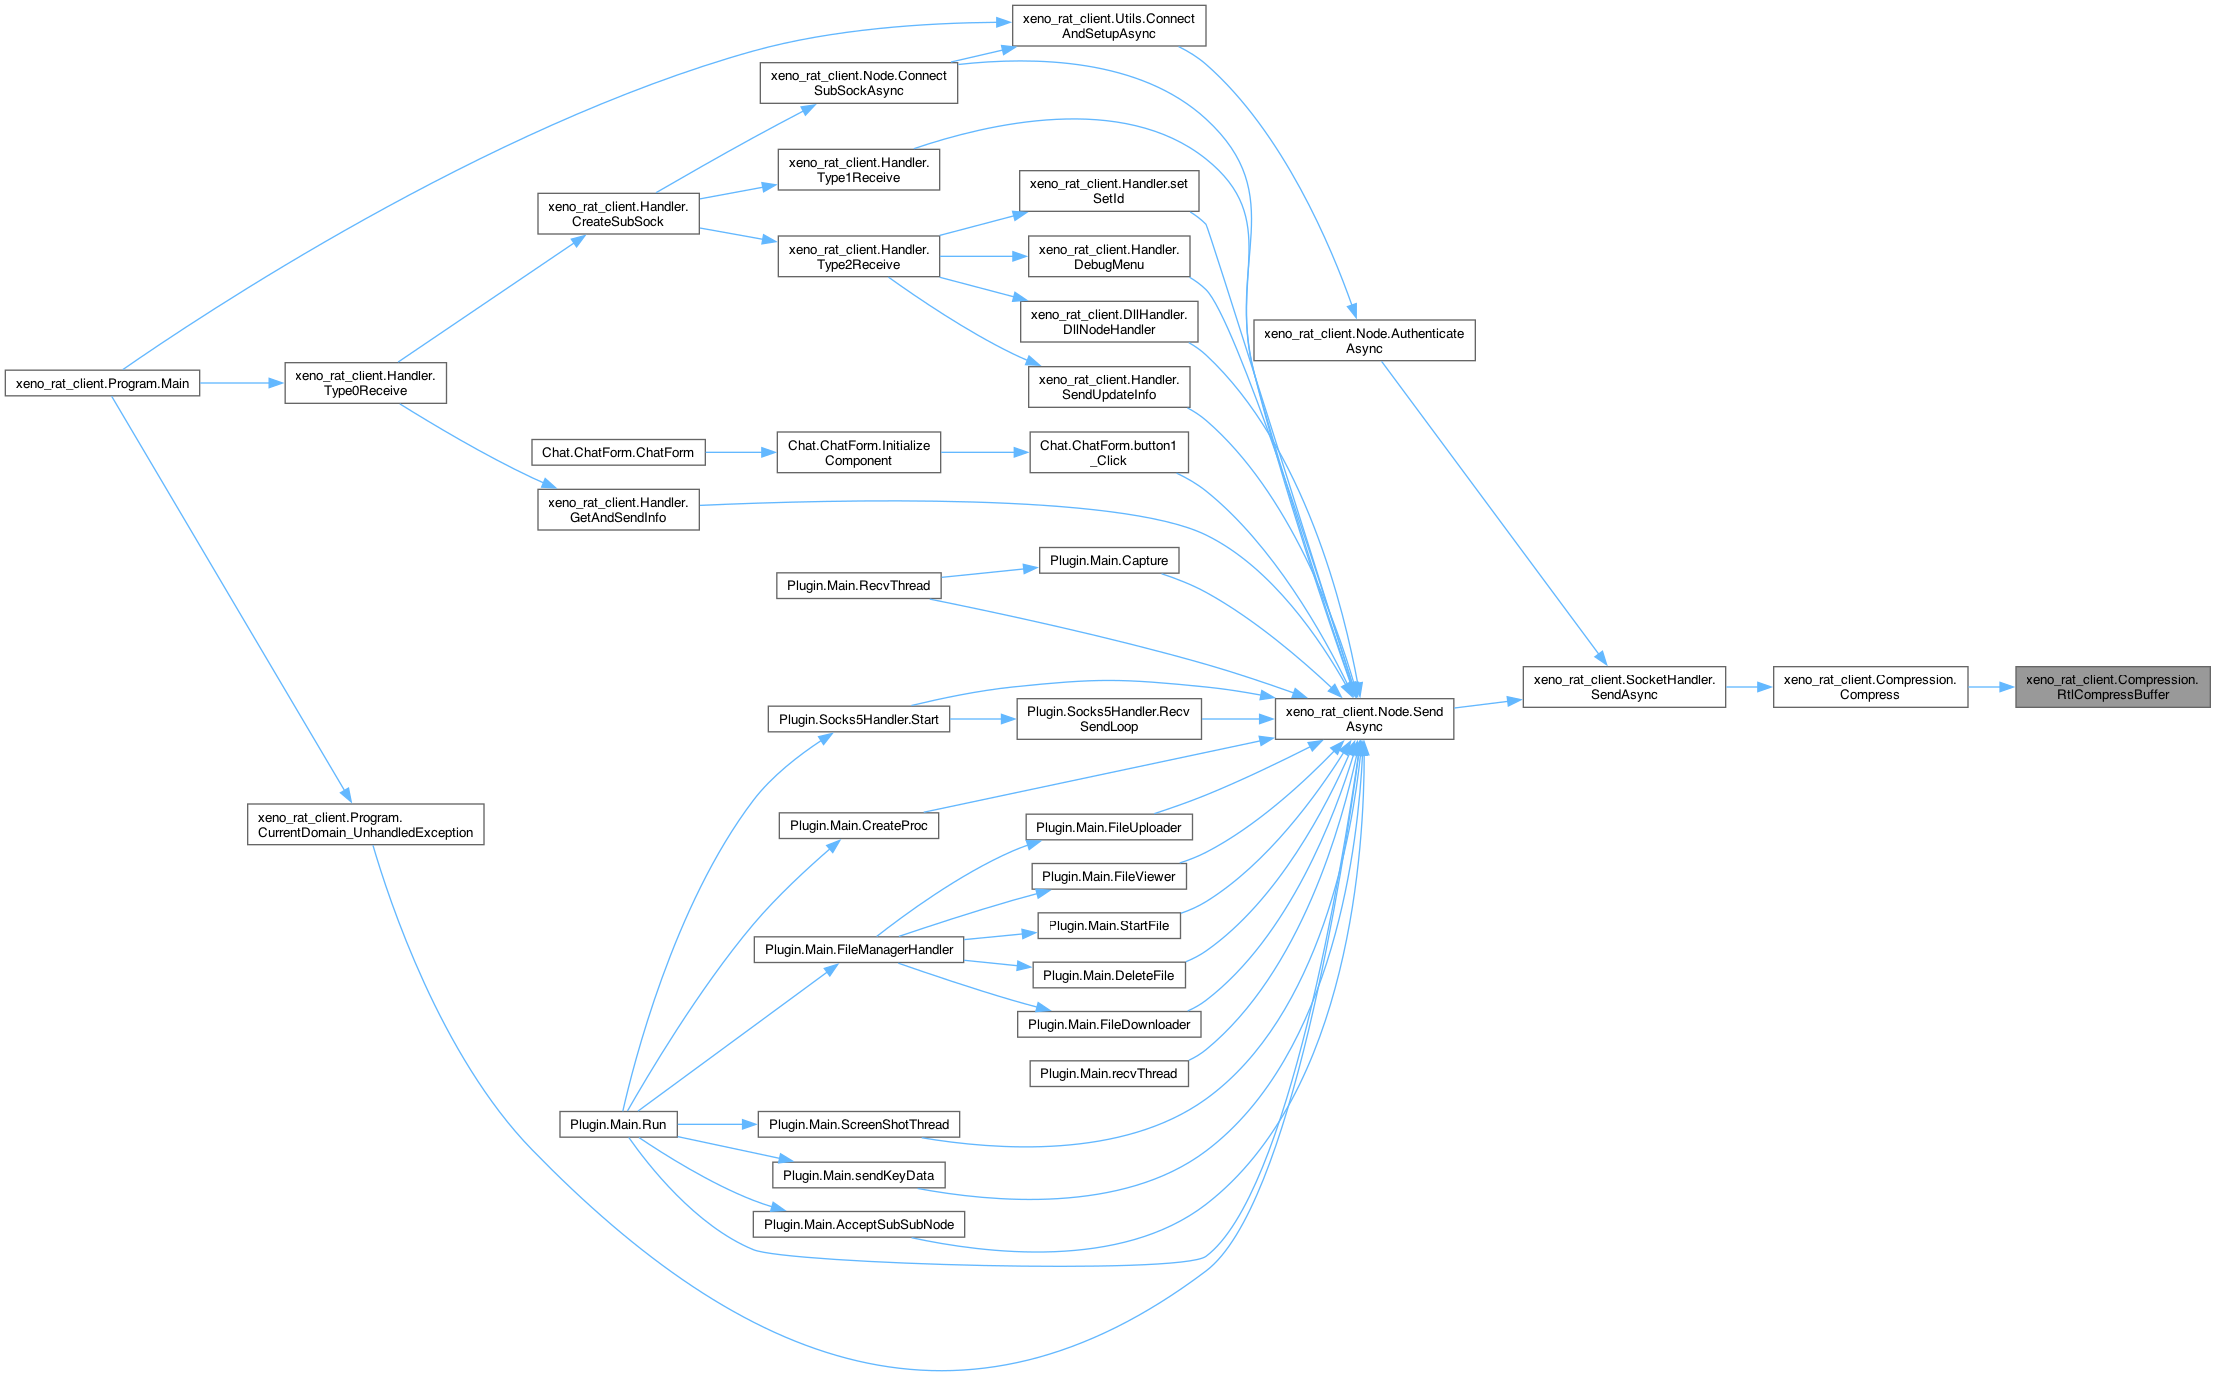 xeno_rat_client.Utils.Connect
AndSetupAsync
xeno_rat_client.Node.Connect
SubSockAsync
xeno_rat_client.Handler.
Type1Receive
xeno_rat_client.Handler.set
SetId
xeno_rat_client.Handler.
CreateSubSock
xeno_rat_client.Handler.
Type2Receive
xeno_rat_client.Handler.
DebugMenu
xeno_rat_client.DllHandler.
DllNodeHandler
xeno_rat_client.Node.Authenticate
Async
xeno_rat_client.Program.Main
xeno_rat_client.Handler.
Type0Receive
xeno_rat_client.Handler.
SendUpdateInfo
Chat.ChatForm.ChatForm
Chat.ChatForm.Initialize
Component
Chat.ChatForm.button1
_Click
xeno_rat_client.Handler.
GetAndSendInfo
Plugin.Main.Capture
Plugin.Main.RecvThread
xeno_rat_client.SocketHandler.
SendAsync
xeno_rat_client.Compression.
Compress
xeno_rat_client.Compression.
RtlCompressBuffer
Plugin.Socks5Handler.Start
Plugin.Socks5Handler.Recv
SendLoop
xeno_rat_client.Node.Send
Async
xeno_rat_client.Program.
CurrentDomain_UnhandledException
Plugin.Main.CreateProc
Plugin.Main.FileUploader
Plugin.Main.FileViewer
Plugin.Main.StartFile
Plugin.Main.FileManagerHandler
Plugin.Main.DeleteFile
Plugin.Main.FileDownloader
Plugin.Main.recvThread
Plugin.Main.Run
Plugin.Main.ScreenShotThread
Plugin.Main.sendKeyData
Plugin.Main.AcceptSubSubNode